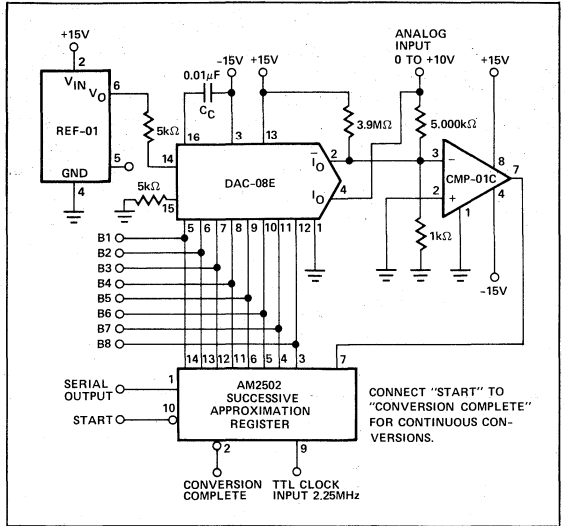 +15V
2
V_IN
V_O
6
REF-01
5
GND
4
5kΩ
5kΩ
0.01μF
C_C
-15V
+15V
16
3
13
14
15
DAC-08E
I̅_O
2
I_O
4
3.9MΩ
ANALOG
INPUT
0 TO +10V
5.000kΩ
1kΩ
+15V
3
−
8
7
CMP-01C
2
+
4
1
-15V
5 6 7 8 9 10 11 12 1
B1
B2
B3
B4
B5
B6
B7
B8
14 13 12 11 6 5 4 3
7
SERIAL
OUTPUT
1
START
10
AM2502
SUCCESSIVE
APPROXIMATION
REGISTER
2
9
CONVERSION
COMPLETE
TTL CLOCK
INPUT 2.25MHz
CONNECT "START" TO
"CONVERSION COMPLETE"
FOR CONTINUOUS CON-
VERSIONS.